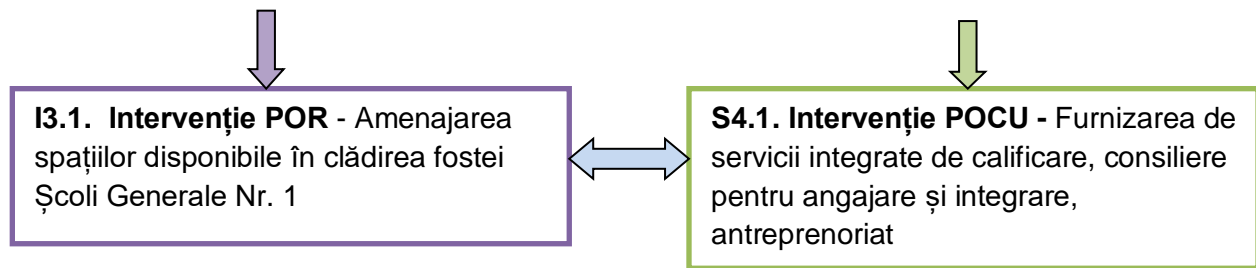 I3.1. Intervenție POR - Amenajarea
spațiilor disponibile în clădirea fostei
Școli Generale Nr. 1
S4.1. Intervenție POCU - Furnizarea de
servicii integrate de calificare, consiliere
pentru angajare și integrare,
antreprenoriat